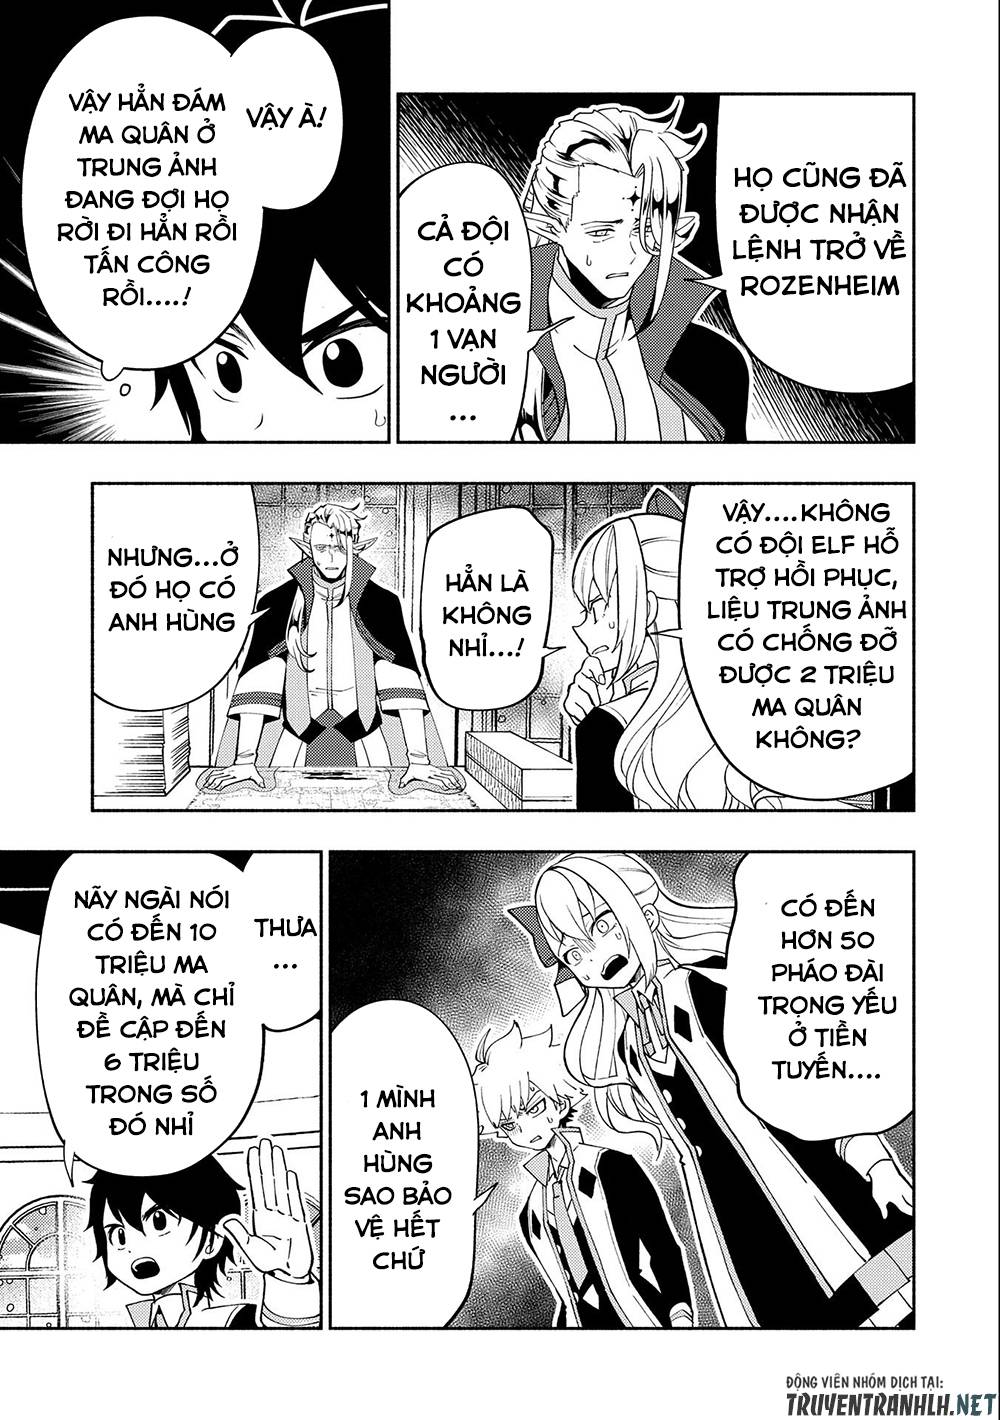 HỌ CŨNG ĐÃ
ĐƯỢC NHẬN
LỆNH TRỞ VỀ
ROZENHEIM
CẢ ĐỘI
CÓ
KHOẢNG
1 VẠN
NGƯỜI
...
VẬY À!
VẬY HẲN ĐÁM
MA QUÂN Ở
TRUNG ẢNH
ĐANG ĐỢI HỌ
RỜI ĐI HẲN RỒI
TẤN CÔNG
RỒI....!
VẬY....KHÔNG
CÓ ĐỘI ELF HỖ
TRỢ HỒI PHỤC,
LIỆU TRUNG ẢNH
CÓ CHỐNG ĐỠ
ĐƯỢC 2 TRIỆU
MA QUÂN
KHÔNG?
HẲN LÀ
KHÔNG
NHỈ...!
NHƯNG...Ở
ĐÓ HỌ CÓ
ANH HÙNG
CÓ ĐẾN
HƠN 50
PHÁO ĐÀI
TRỌNG YẾU
Ở TIỀN
TUYẾN....
1 MÌNH
ANH
HÙNG
SAO BẢO
VỆ HẾT
CHỨ
THƯA
...
NÃY NGÀI NÓI
CÓ ĐẾN 10
TRIỆU MA
QUÂN, MÀ CHỈ
ĐỀ CẬP ĐẾN
6 TRIỆU
TRONG SỐ
ĐÓ NHỈ
ĐỘNG VIÊN NHÓM DỊCH TẠI:
TRUYENTRANHLH.NET